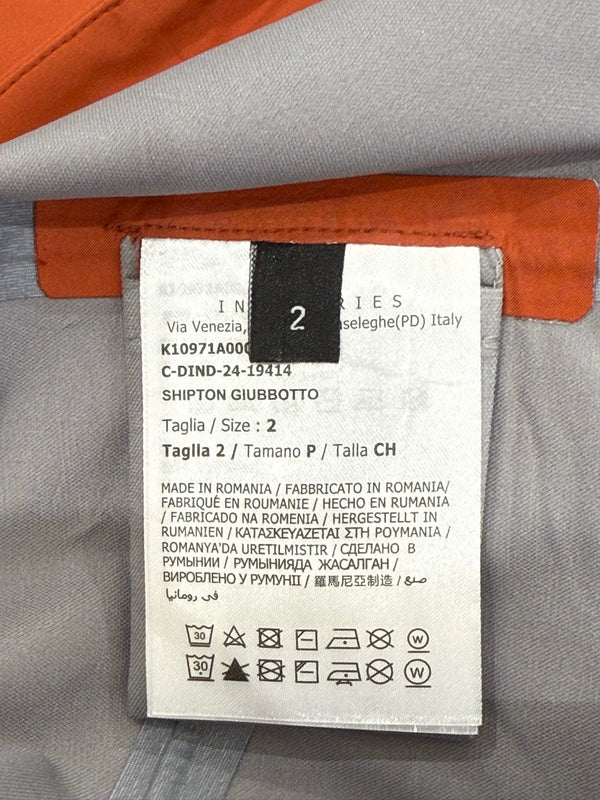 IN RIES
2
Via Venezia, nseleghe(PD) Italy
K10971A000
C-DIND-24-19414
SHIPTON GIUBBOTTO
Taglia / Size : 2
Taglia 2 / Tamano P / Talla CH
MADE IN ROMANIA / FABBRICATO IN ROMANIA/
FABRIQUÉ EN ROUMANIE / HECHO EN RUMANIA
/ FABRICADO NA ROMENIA / HERGESTELLT IN
RUMANIEN / ΚΑΤΑΣΚΕΥΑΖΕΤΑΙ ΣΤΗ ΡΟΥΜΑΝΙΑ /
ROMANYA'DA URETILMISTIR / СДЕЛАНО В
РУМЫНИИ / РУМЫНИЯДА ЖАСАЛҒАН /
ВИРОБЛЕНО У РУМУНІІ / 羅馬尼亞制造 / صنع
في رومانيا
30 W
30 W